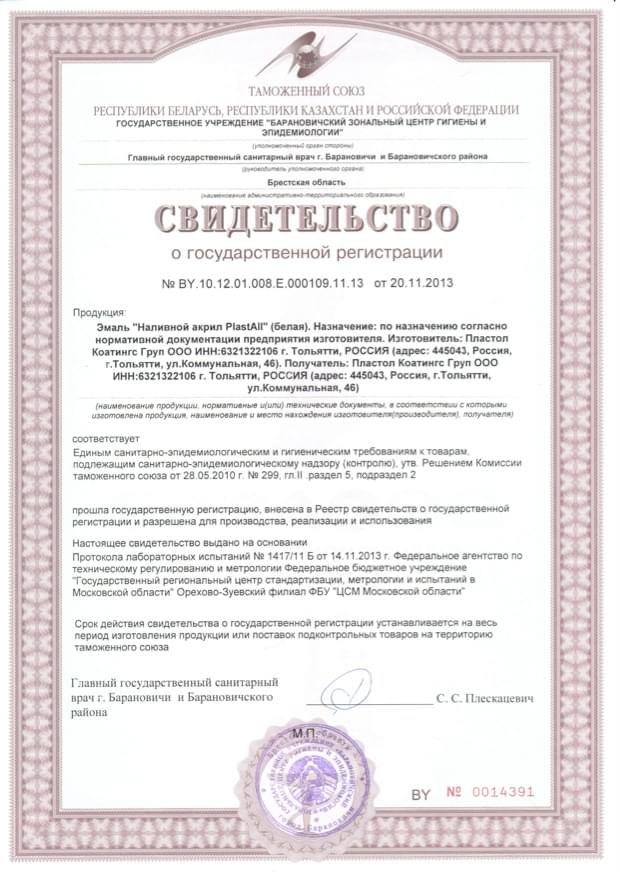 ТАМОЖЕННЫЙ СОЮЗ
РЕСПУБЛИКИ БЕЛАРУСЬ, РЕСПУБЛИКИ КАЗАХСТАН И РОССИЙСКОЙ ФЕДЕРАЦИИ
ГОСУДАРСТВЕННОЕ УЧРЕЖДЕНИЕ "БАРАНОВИЧСКИЙ ЗОНАЛЬНЫЙ ЦЕНТР ГИГИЕНЫ И
ЭПИДЕМИОЛОГИИ"
(уполномоченный орган стороны)
Главный государственный санитарный врач г. Барановичи и Барановичского района
(руководитель уполномоченного органа)
Брестская область
(наименование административно-территориального образования)
СВИДЕТЕЛЬСТВО
о государственной регистрации
№ BY.10.12.01.008.E.000109.11.13 от 20.11.2013
Продукция:
Эмаль "Наливной акрил PlastAll" (белая). Назначение: по назначению согласно
нормативной документации предприятия изготовителя. Изготовитель: Пластол
Коатингс Груп ООО ИНН:6321322106 г. Тольятти, РОССИЯ (адрес: 445043, Россия,
г.Тольятти, ул.Коммунальная, 46). Получатель: Пластол Коатингс Груп ООО
ИНН:6321322106 г. Тольятти, РОССИЯ (адрес: 445043, Россия, г.Тольятти,
ул.Коммунальная, 46)
(наименование продукции, нормативные и(или) технические документы, в соответствии с которыми
изготовлена продукция, наименование и место нахождения изготовителя(производителя), получателя)
соответствует
Единым санитарно-эпидемиологическим и гигиеническим требованиям к товарам,
подлежащим санитарно-эпидемиологическому надзору (контролю), утв. Решением Комиссии
таможенного союза от 28.05.2010 г. № 299, гл.II .раздел 5, подраздел 2
прошла государственную регистрацию, внесена в Реестр свидетельств о государственной
регистрации и разрешена для производства, реализации и использования
Настоящее свидетельство выдано на основании
Протокола лабораторных испытаний № 1417/11 Б от 14.11.2013 г. Федеральное агентство по
техническому регулированию и метрологии Федеральное бюджетное учреждение
"Государственный региональный центр стандартизации, метрологии и испытаний в
Московской области" Орехово-Зуевский филиал ФБУ "ЦСМ Московской области"
Срок действия свидетельства о государственной регистрации устанавливается на весь
период изготовления продукции или поставок подконтрольных товаров на территорию
таможенного союза
Главный государственный санитарный
врач г. Барановичи и Барановичского
района
С. С. Плескацевич
М.П.
BY № 0014391